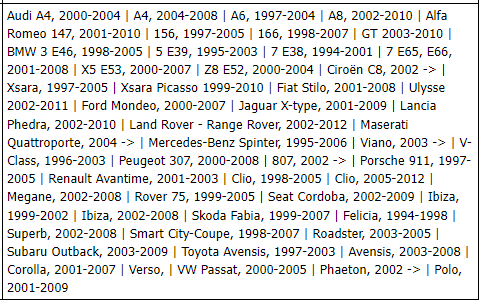 Audi A4, 2000-2004 | A4, 2004-2008 | A6, 1997-2004 | A8, 2002-2010 | Alfa
Romeo 147, 2001-2010 | 156, 1997-2005 | 166, 1998-2007 | GT 2003-2010 |
BMW 3 E46, 1998-2005 | 5 E39, 1995-2003 | 7 E38, 1994-2001 | 7 E65, E66,
2001-2008 | X5 E53, 2000-2007 | Z8 E52, 2000-2004 | Ciroën C8, 2002 -> |
Xsara, 1997-2005 | Xsara Picasso 1999-2010 | Fiat Stilo, 2001-2008 | Ulysse
2002-2011 | Ford Mondeo, 2000-2007 | Jaguar X-type, 2001-2009 | Lancia
Phedra, 2002-2010 | Land Rover - Range Rover, 2002-2012 | Maserati
Quattroporte, 2004 -> | Mercedes-Benz Spinter, 1995-2006 | Viano, 2003 -> | V-
Class, 1996-2003 | Peugeot 307, 2000-2008 | 807, 2002 -> | Porsche 911, 1997-
2005 | Renault Avantime, 2001-2003 | Clio, 1998-2005 | Clio, 2005-2012 |
Megane, 2002-2008 | Rover 75, 1999-2005 | Seat Cordoba, 2002-2009 | Ibiza,
1999-2002 | Ibiza, 2002-2008 | Skoda Fabia, 1999-2007 | Felicia, 1994-1998 |
Superb, 2002-2008 | Smart City-Coupe, 1998-2007 | Roadster, 2003-2005 |
Subaru Outback, 2003-2009 | Toyota Avensis, 1997-2003 | Avensis, 2003-2008 |
Corolla, 2001-2007 | Verso, | VW Passat, 2000-2005 | Phaeton, 2002 -> | Polo,
2001-2009